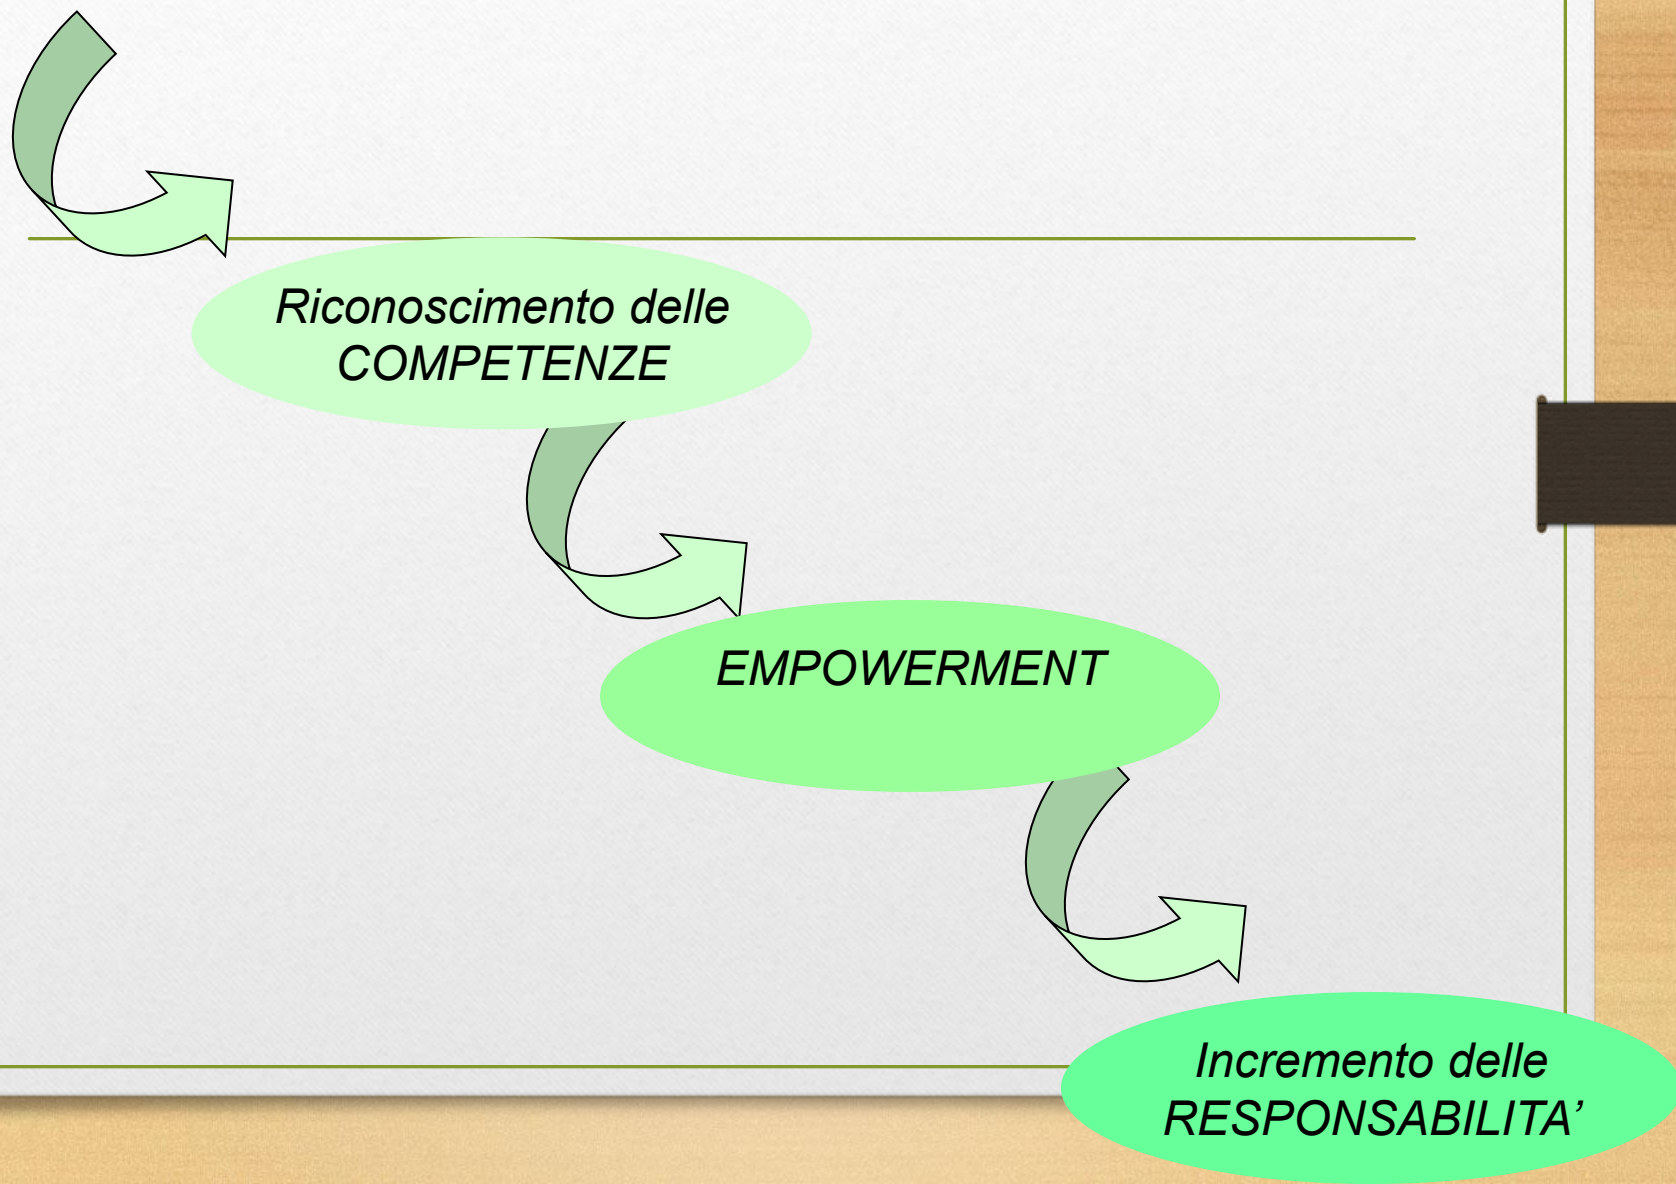 Riconoscimento delle
COMPETENZE
EMPOWERMENT
Incremento delle
RESPONSABILITA’